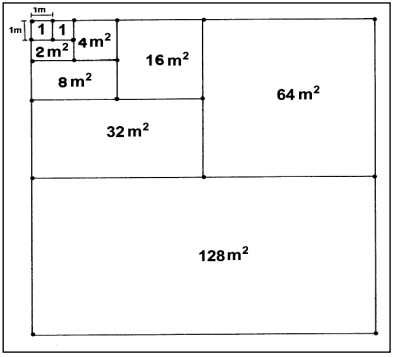 1m
1m 1 1
2 m² 4 m²
8 m² 16 m²
32 m² 64 m²
128 m²